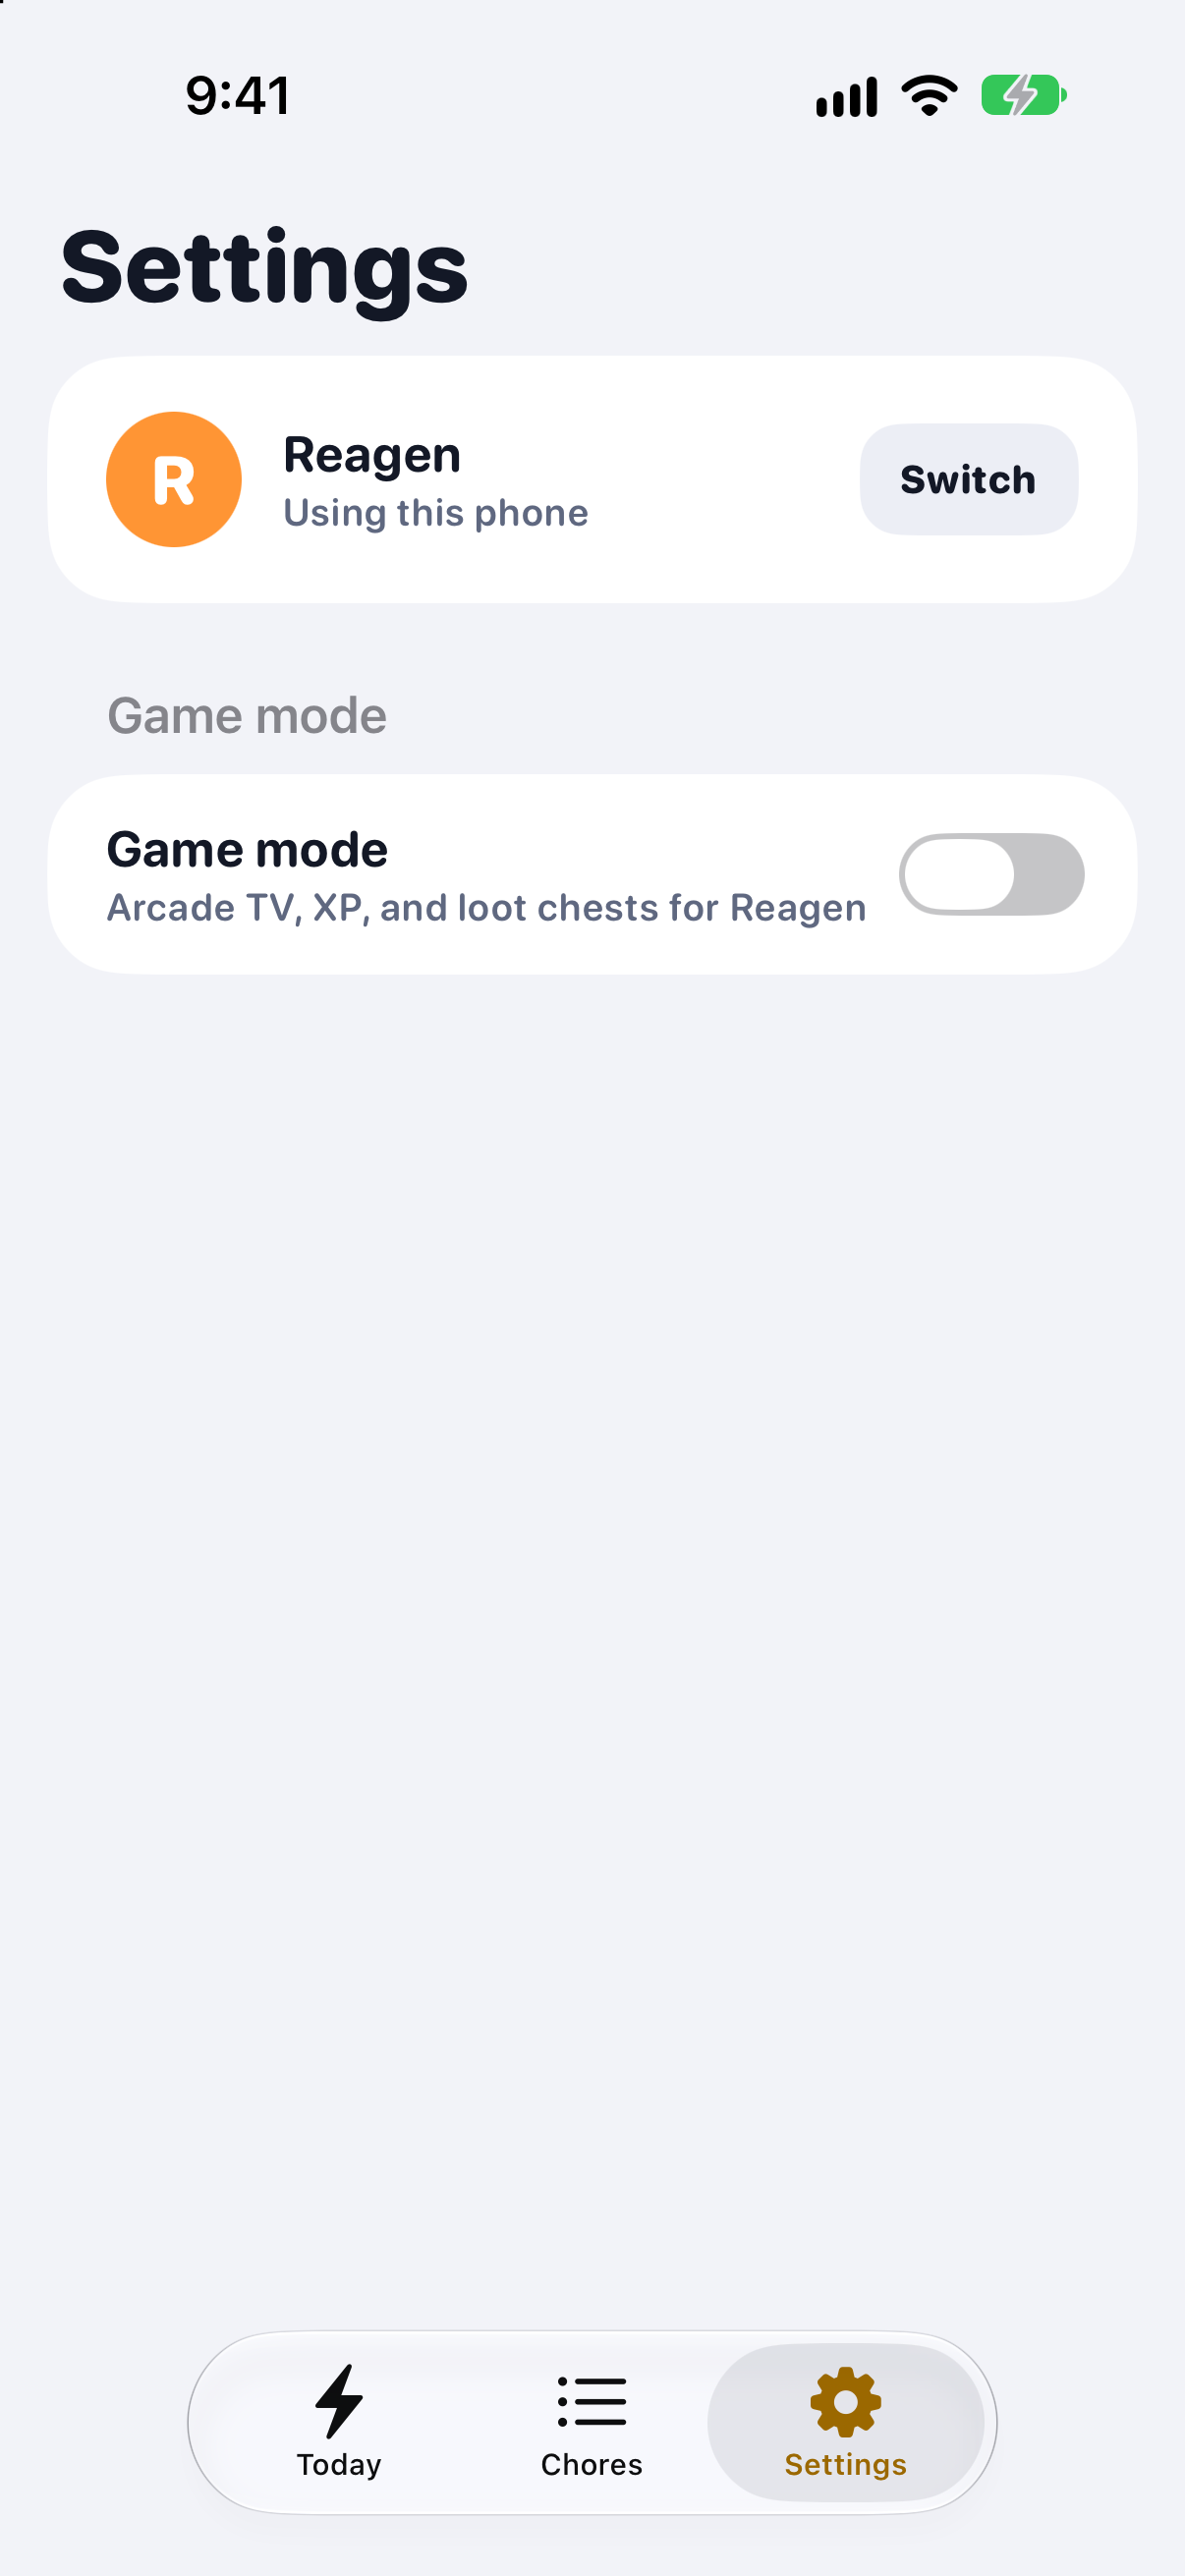 9:41
Settings
R
Reagen
Using this phone
Switch
Game mode
Game mode
Arcade TV, XP, and loot chests for Reagen
Today
Chores
Settings